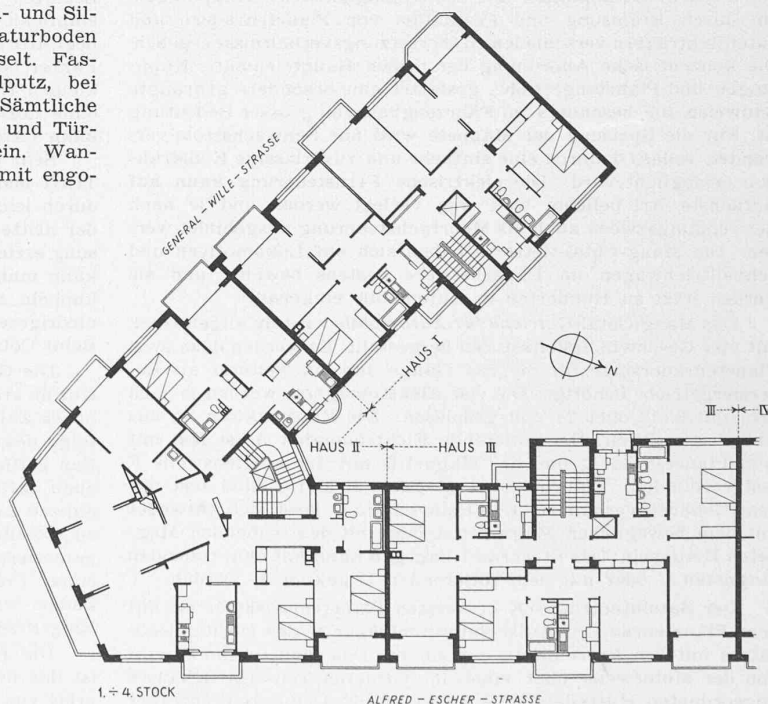 - und Sil-
aturboden
selt. Fas-
lputz, bei
Sämtliche
und Tür-
ein. Wan-
mit engo-
GENERAL-WILLE-STRASSE
HAUS I
N
HAUS II
HAUS III
III
IV
1.÷4. STOCK
ALFRED-ESCHER-STRASSE